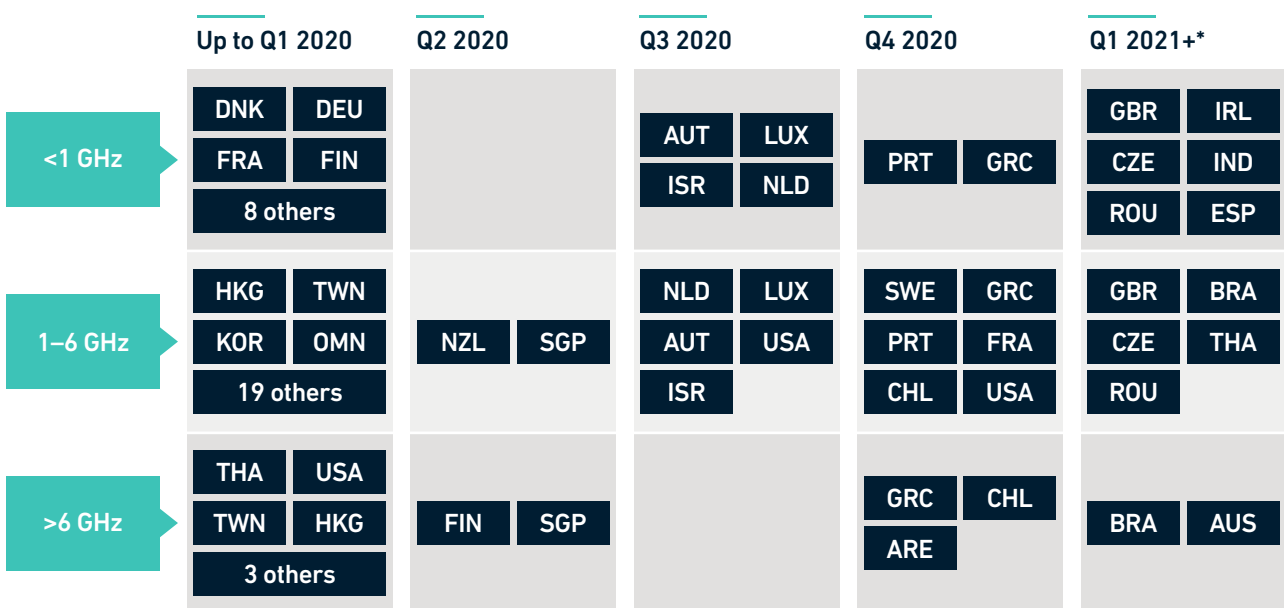 Up to Q1 2020 Q2 2020 Q3 2020 Q4 2020 Q1 2021+*
<1 GHz
DNK DEU
FRA FIN
8 others
AUT LUX
ISR NLD
PRT GRC
GBR IRL
CZE IND
ROU ESP
1–6 GHz
HKG TWN
KOR OMN
19 others
NZL SGP
NLD LUX
AUT USA
ISR
SWE GRC
PRT FRA
CHL USA
GBR BRA
CZE THA
ROU
>6 GHz
THA USA
TWN HKG
3 others
FIN SGP
GRC CHL
ARE
BRA AUS